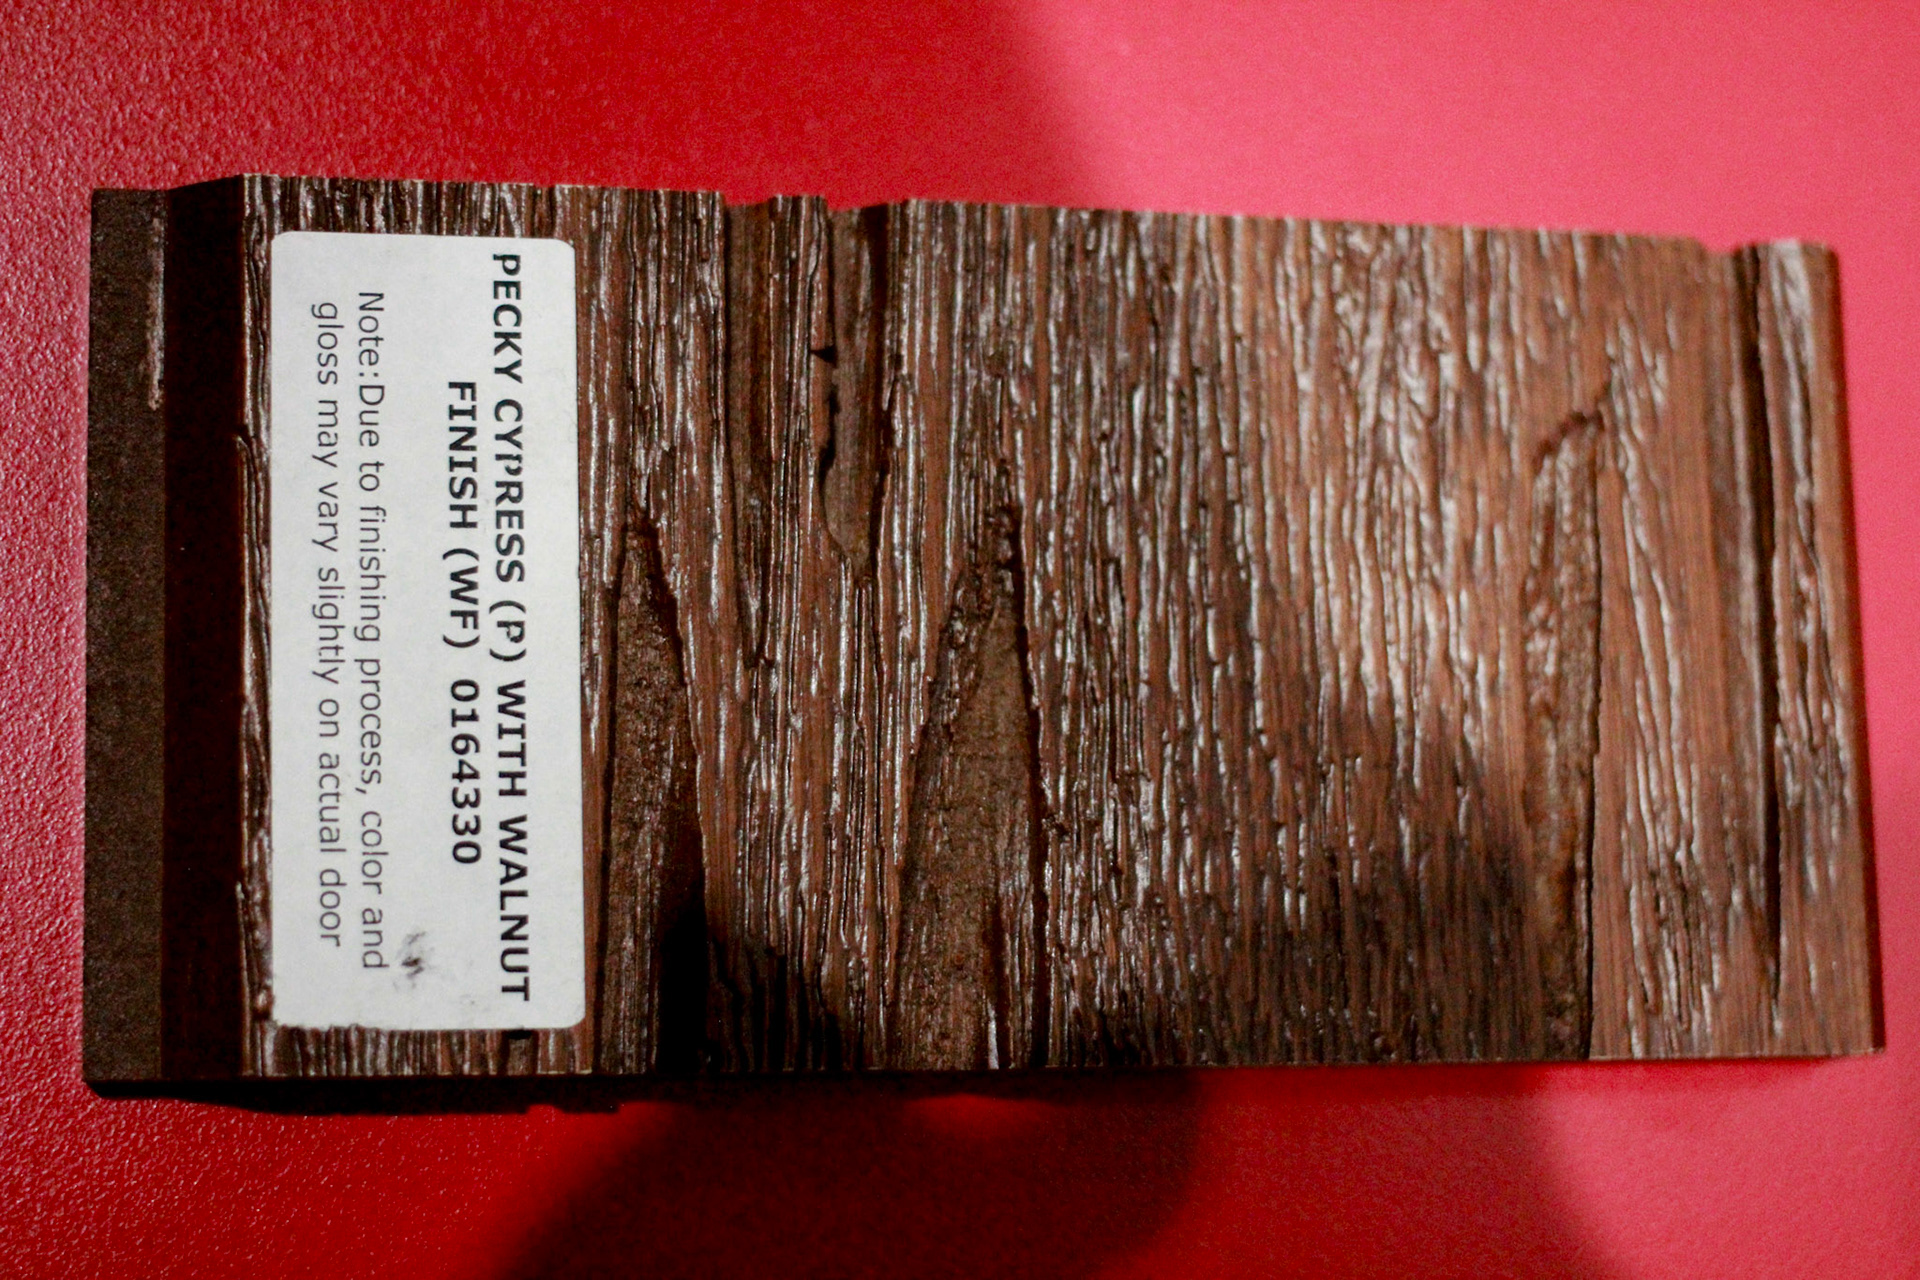 PECKY CYPRESS (P) WITH WALNUT
FINISH (WF) 0164330
Note:Due to finishing process, color and
gloss may vary slightly on actual door